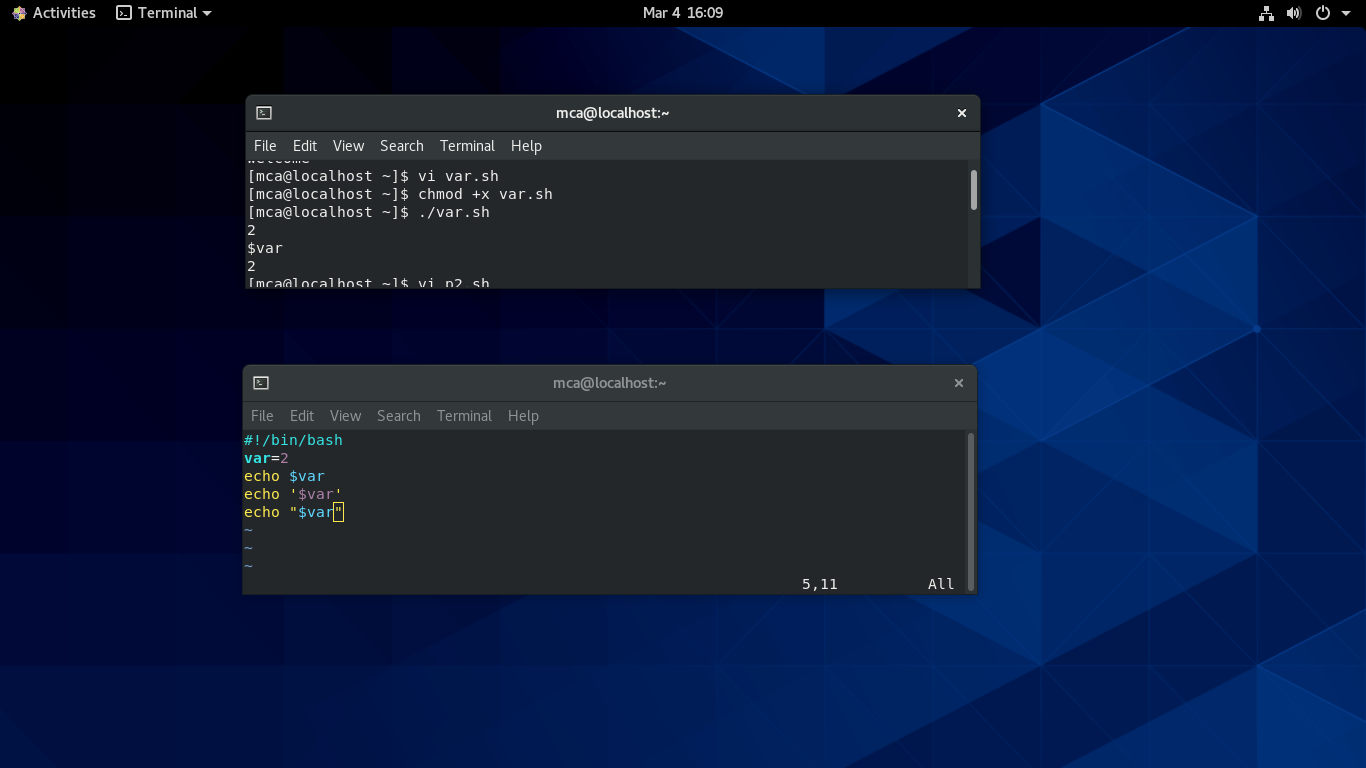 Activities Terminal Mar 4 16:09
mca@localhost:~
File Edit View Search Terminal Help
welcome
[mca@localhost ~]$ vi var.sh
[mca@localhost ~]$ chmod +x var.sh
[mca@localhost ~]$ ./var.sh
2
$var
2
[mca@localhost ~]$ vi p2.sh
mca@localhost:~
File Edit View Search Terminal Help
#!/bin/bash
var=2
echo $var
echo '$var'
echo "$var"
~
~
~
5,11 All